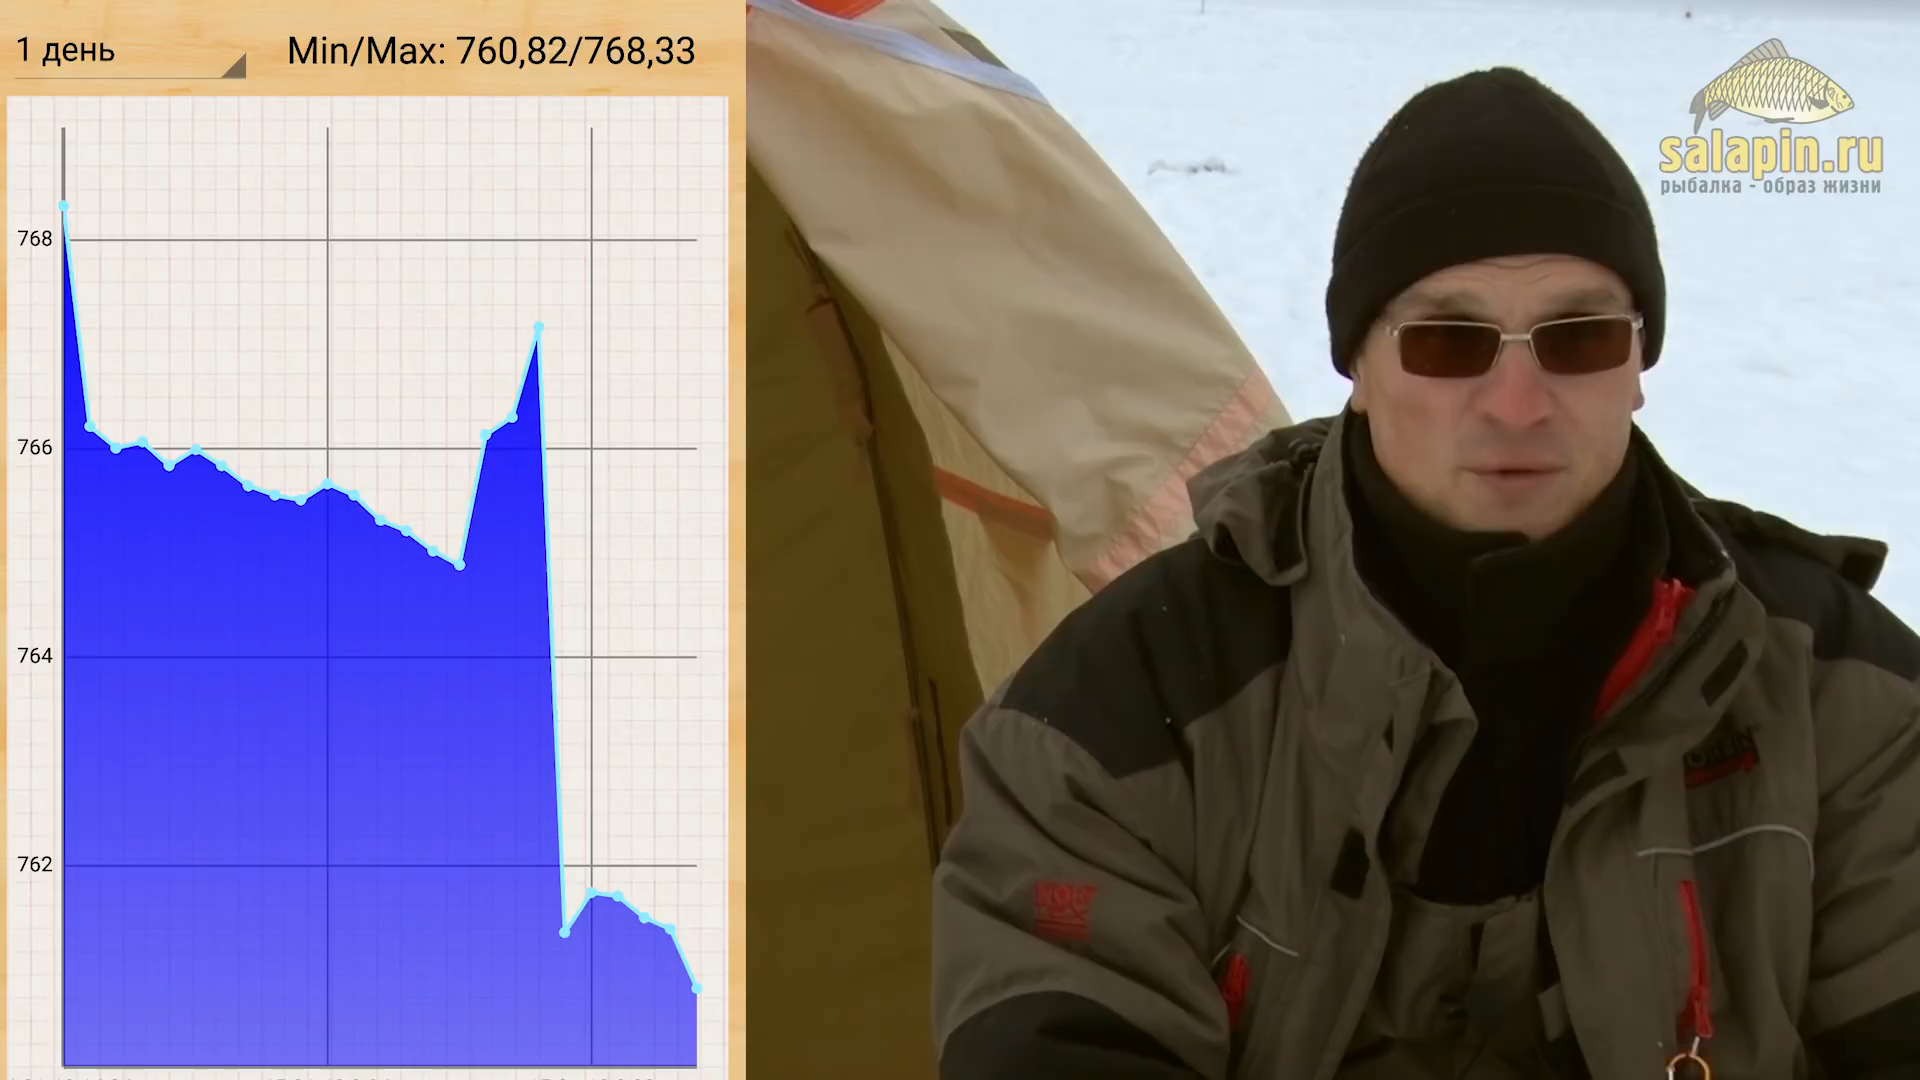 1 день
Min/Max: 760,82/768,33
768
766
764
762
salapin.ru
рыбалка - образ жизни